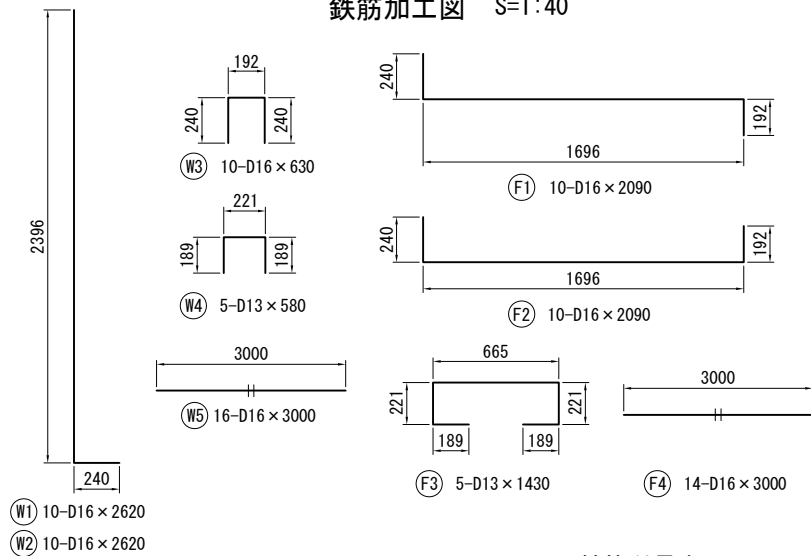 鉄筋加工図 S=1:40
2396
240
W1 10-D16×2620
W2 10-D16×2620
192
240
240
W3 10-D16×630
221
189
189
W4 5-D13×580
3000
W5 16-D16×3000
240
192
1696
F1 10-D16×2090
240
192
1696
F2 10-D16×2090
665
221
221
189
189
F3 5-D13×1430
3000
F4 14-D16×3000